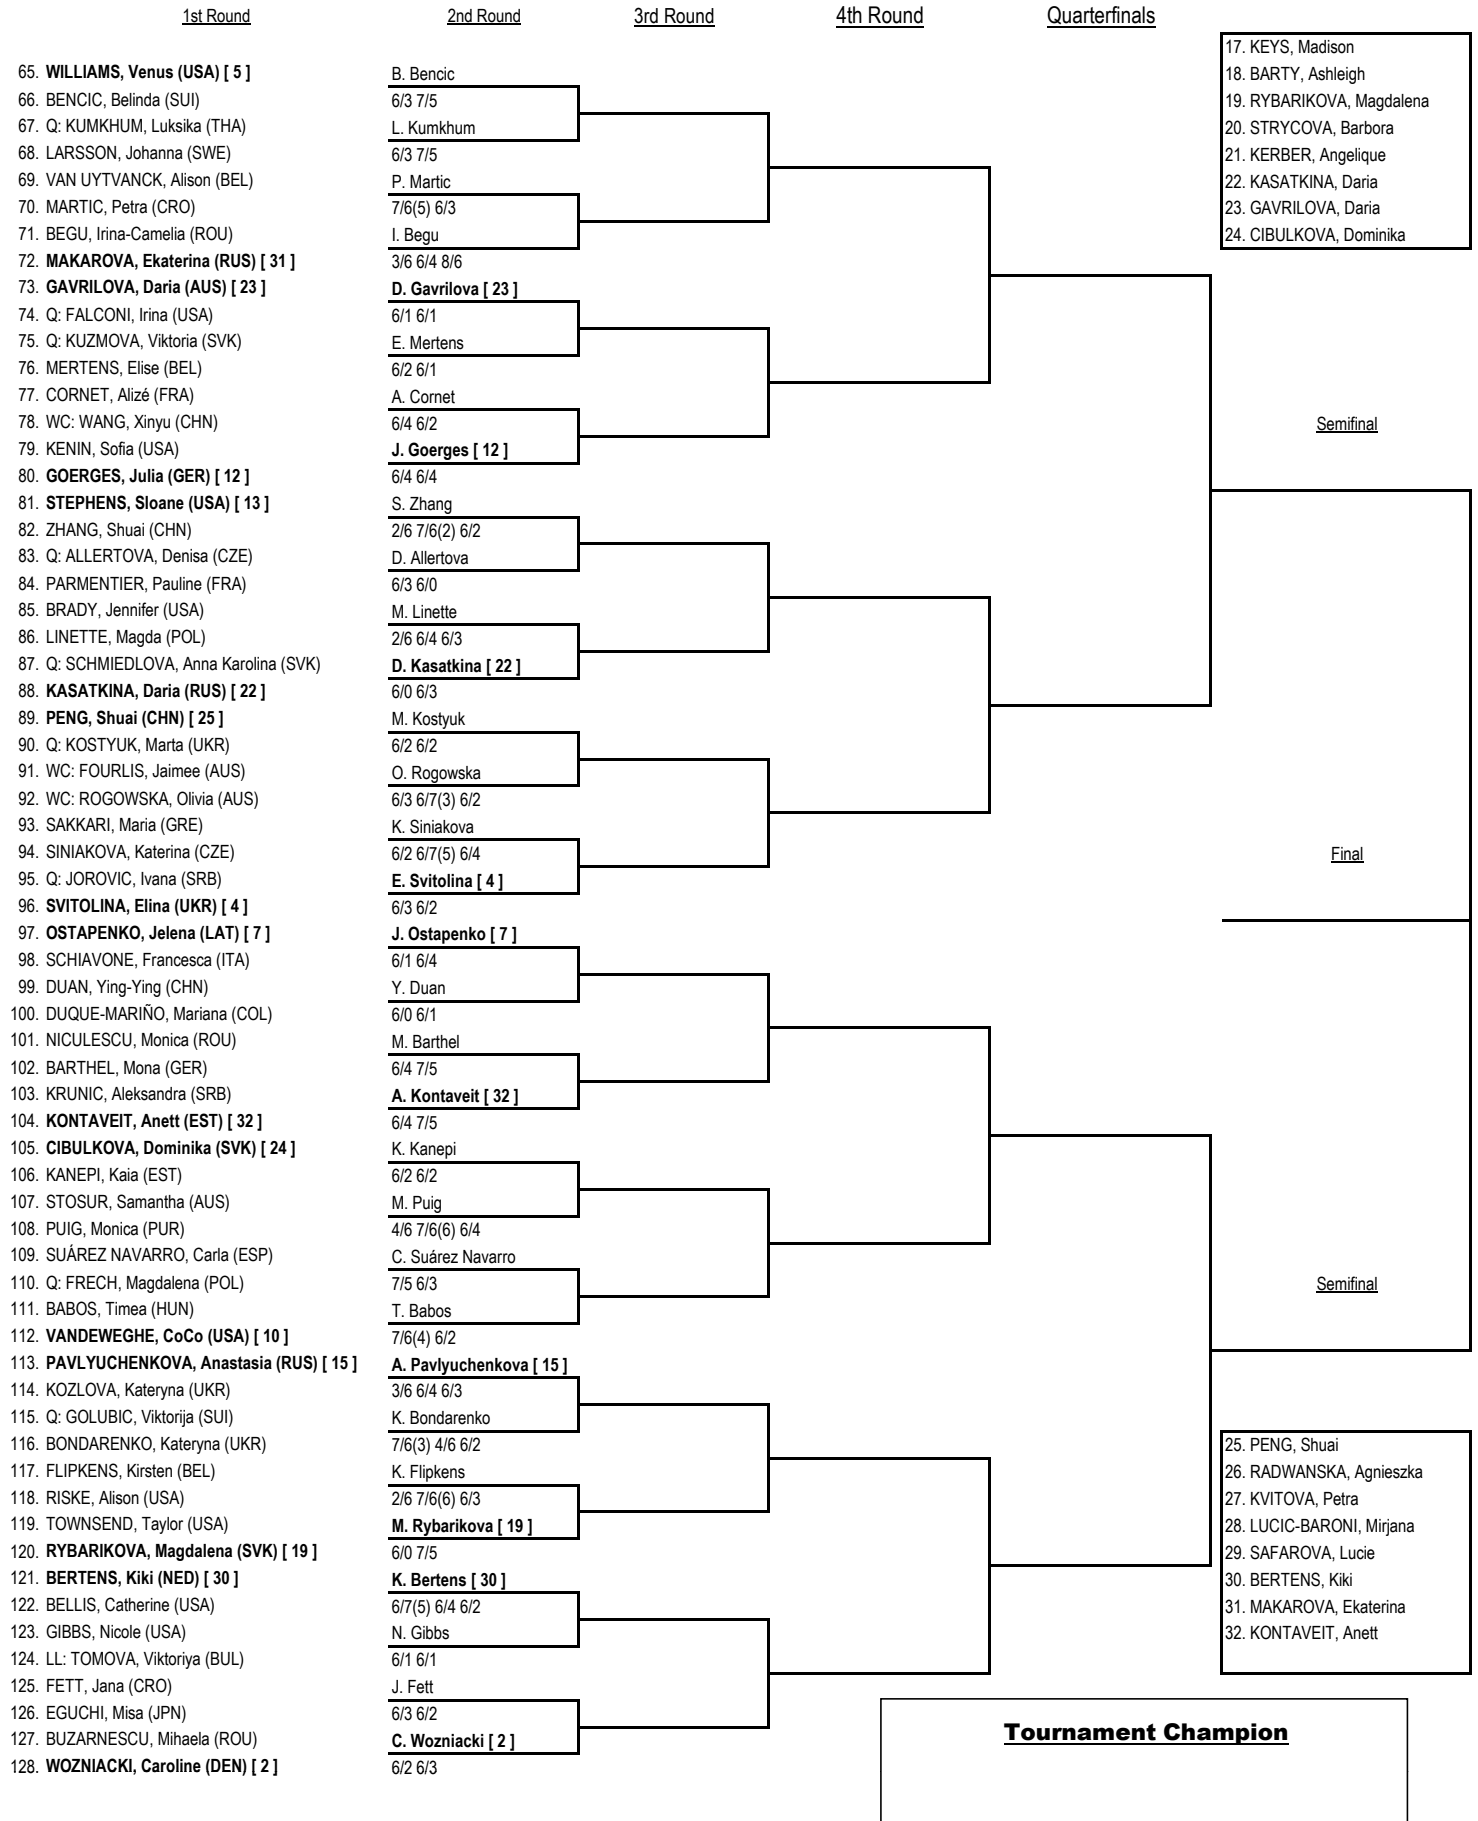 1st Round 2nd Round 3rd Round 4th Round Quarterfinals
17. KEYS, Madison
65. WILLIAMS, Venus (USA) [ 5 ] B. Bencic 18. BARTY, Ashleigh
66. BENCIC, Belinda (SUI) 6/3 7/5 19. RYBARIKOVA, Magdalena
67. Q: KUMKHUM, Luksika (THA) L. Kumkhum 20. STRYCOVA, Barbora
68. LARSSON, Johanna (SWE) 6/3 7/5 21. KERBER, Angelique
69. VAN UYTVANCK, Alison (BEL) P. Martic 22. KASATKINA, Daria
70. MARTIC, Petra (CRO) 7/6(5) 6/3 23. GAVRILOVA, Daria
71. BEGU, Irina-Camelia (ROU) I. Begu 24. CIBULKOVA, Dominika
72. MAKAROVA, Ekaterina (RUS) [ 31 ] 3/6 6/4 8/6
73. GAVRILOVA, Daria (AUS) [ 23 ] D. Gavrilova [ 23 ]
74. Q: FALCONI, Irina (USA) 6/1 6/1
75. Q: KUZMOVA, Viktoria (SVK) E. Mertens
76. MERTENS, Elise (BEL) 6/2 6/1
77. CORNET, Alizé (FRA) A. Cornet
78. WC: WANG, Xinyu (CHN) 6/4 6/2 Semifinal
79. KENIN, Sofia (USA) J. Goerges [ 12 ]
80. GOERGES, Julia (GER) [ 12 ] 6/4 6/4
81. STEPHENS, Sloane (USA) [ 13 ] S. Zhang
82. ZHANG, Shuai (CHN) 2/6 7/6(2) 6/2
83. Q: ALLERTOVA, Denisa (CZE) D. Allertova
84. PARMENTIER, Pauline (FRA) 6/3 6/0
85. BRADY, Jennifer (USA) M. Linette
86. LINETTE, Magda (POL) 2/6 6/4 6/3
87. Q: SCHMIEDLOVA, Anna Karolina (SVK) D. Kasatkina [ 22 ]
88. KASATKINA, Daria (RUS) [ 22 ] 6/0 6/3
89. PENG, Shuai (CHN) [ 25 ] M. Kostyuk
90. Q: KOSTYUK, Marta (UKR) 6/2 6/2
91. WC: FOURLIS, Jaimee (AUS) O. Rogowska
92. WC: ROGOWSKA, Olivia (AUS) 6/3 6/7(3) 6/2
93. SAKKARI, Maria (GRE) K. Siniakova
94. SINIAKOVA, Katerina (CZE) 6/2 6/7(5) 6/4 Final
95. Q: JOROVIC, Ivana (SRB) E. Svitolina [ 4 ]
96. SVITOLINA, Elina (UKR) [ 4 ] 6/3 6/2
97. OSTAPENKO, Jelena (LAT) [ 7 ] J. Ostapenko [ 7 ]
98. SCHIAVONE, Francesca (ITA) 6/1 6/4
99. DUAN, Ying-Ying (CHN) Y. Duan
100. DUQUE-MARIÑO, Mariana (COL) 6/0 6/1
101. NICULESCU, Monica (ROU) M. Barthel
102. BARTHEL, Mona (GER) 6/4 7/5
103. KRUNIC, Aleksandra (SRB) A. Kontaveit [ 32 ]
104. KONTAVEIT, Anett (EST) [ 32 ] 6/4 7/5
105. CIBULKOVA, Dominika (SVK) [ 24 ] K. Kanepi
106. KANEPI, Kaia (EST) 6/2 6/2
107. STOSUR, Samantha (AUS) M. Puig
108. PUIG, Monica (PUR) 4/6 7/6(6) 6/4
109. SUÁREZ NAVARRO, Carla (ESP) C. Suárez Navarro
110. Q: FRECH, Magdalena (POL) 7/5 6/3 Semifinal
111. BABOS, Timea (HUN) T. Babos
112. VANDEWEGHE, CoCo (USA) [ 10 ] 7/6(4) 6/2
113. PAVLYUCHENKOVA, Anastasia (RUS) [ 15 ] A. Pavlyuchenkova [ 15 ]
114. KOZLOVA, Kateryna (UKR) 3/6 6/4 6/3
115. Q: GOLUBIC, Viktorija (SUI) K. Bondarenko
116. BONDARENKO, Kateryna (UKR) 7/6(3) 4/6 6/2 25. PENG, Shuai
117. FLIPKENS, Kirsten (BEL) K. Flipkens 26. RADWANSKA, Agnieszka
118. RISKE, Alison (USA) 2/6 7/6(6) 6/3 27. KVITOVA, Petra
119. TOWNSEND, Taylor (USA) M. Rybarikova [ 19 ] 28. LUCIC-BARONI, Mirjana
120. RYBARIKOVA, Magdalena (SVK) [ 19 ] 6/0 7/5 29. SAFAROVA, Lucie
121. BERTENS, Kiki (NED) [ 30 ] K. Bertens [ 30 ] 30. BERTENS, Kiki
122. BELLIS, Catherine (USA) 6/7(5) 6/4 6/2 31. MAKAROVA, Ekaterina
123. GIBBS, Nicole (USA) N. Gibbs 32. KONTAVEIT, Anett
124. LL: TOMOVA, Viktoriya (BUL) 6/1 6/1
125. FETT, Jana (CRO) J. Fett
126. EGUCHI, Misa (JPN) 6/3 6/2
127. BUZARNESCU, Mihaela (ROU) C. Wozniacki [ 2 ] Tournament Champion
128. WOZNIACKI, Caroline (DEN) [ 2 ] 6/2 6/3